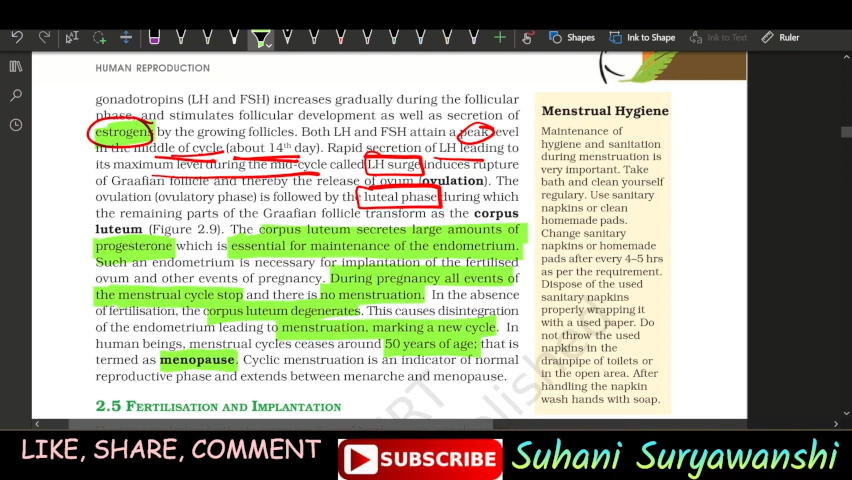 Shapes
Ink to Shape
Ink to Text
Ruler
HUMAN REPRODUCTION
gonadotropins (LH and FSH) increases gradually during the follicular
phase, and stimulates follicular development as well as secretion of
estrogens by the growing follicles. Both LH and FSH attain a peak level
in the middle of cycle (about 14th day). Rapid secretion of LH leading to
its maximum level during the mid-cycle called LH surge induces rupture
of Graafian follicle and thereby the release of ovum (ovulation). The
ovulation (ovulatory phase) is followed by the luteal phase during which
the remaining parts of the Graafian follicle transform as the corpus
luteum (Figure 2.9). The corpus luteum secretes large amounts of
progesterone which is essential for maintenance of the endometrium.
Such an endometrium is necessary for implantation of the fertilised
ovum and other events of pregnancy. During pregnancy all events of
the menstrual cycle stop and there is no menstruation. In the absence
of fertilisation, the corpus luteum degenerates. This causes disintegration
of the endometrium leading to menstruation, marking a new cycle. In
human beings, menstrual cycles ceases around 50 years of age; that is
termed as menopause. Cyclic menstruation is an indicator of normal
reproductive phase and extends between menarche and menopause.
2.5 FERTILISATION AND IMPLANTATION
Menstrual Hygiene
Maintenance of
hygiene and sanitation
during menstruation is
very important. Take
bath and clean yourself
regulary. Use sanitary
napkins or clean
homemade pads.
Change sanitary
napkins or homemade
pads after every 4–5 hrs
as per the requirement.
Dispose of the used
sanitary napkins
properly wrapping it
with a used paper. Do
not throw the used
napkins in the
drainpipe of toilets or
in the open area. After
handling the napkin
wash hands with soap.
LIKE, SHARE, COMMENT
SUBSCRIBE
Suhani Suryawanshi